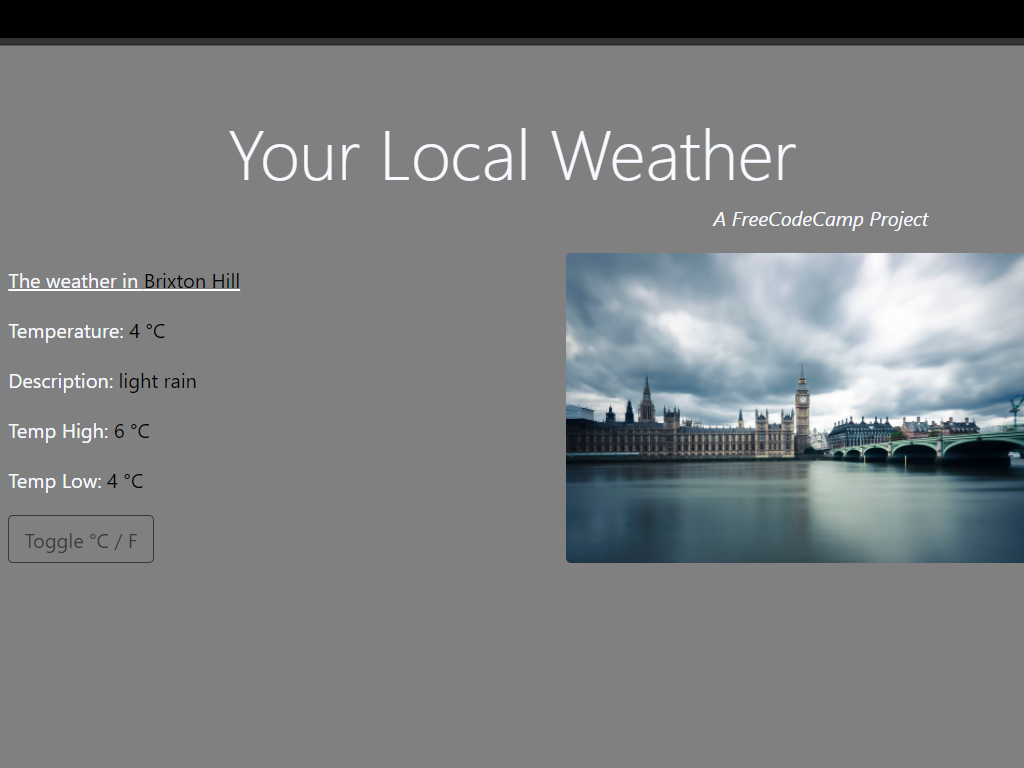 Your Local Weather
A FreeCodeCamp Project
The weather in Brixton Hill
Temperature: 4 °C
Description: light rain
Temp High: 6 °C
Temp Low: 4 °C
Toggle °C / F